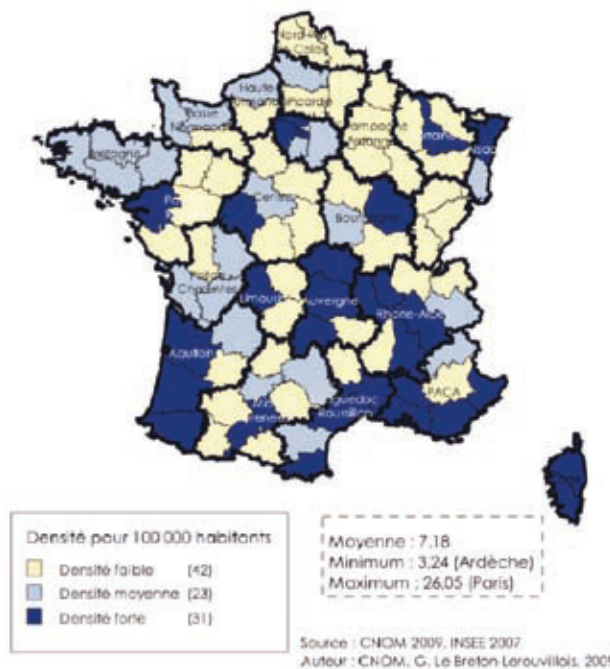 Nord-Pas
de Calais
Haute
Normandie
Picardie
Basse
Normandie
Bretagne
Champagne
Ardenne
Lorraine
Alsace
Centre
Bourgogne
Poitou
Charentes
Limousin
Auvergne
Rhône-Alpes
Aquitaine
Languedoc
Roussillon
PACA
Densité pour 100 000 habitants
Densité faible (42)
Densité moyenne (23)
Densité forte (31)
Moyenne : 7.18
Minimum : 3,24 (Ardèche)
Maximum : 26,05 (Paris)
Source : CNOM 2009, INSEE 2007
Auteur : CNOM, G. Le Breton-Lerouvillois, 2009